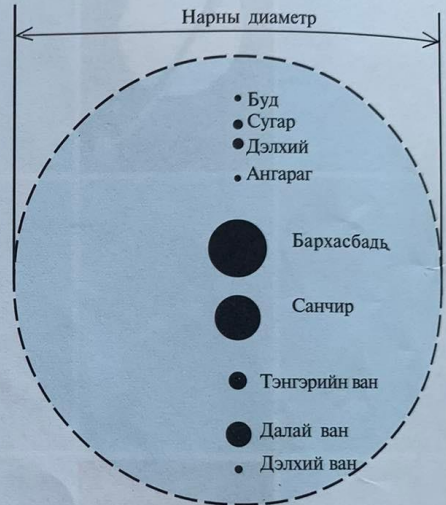 Нарны диаметр
Буд
Сугар
Дэлхий
Ангараг
Бархасбадь
Санчир
Тэнгэрийн ван
Далай ван
Дэлхий ван